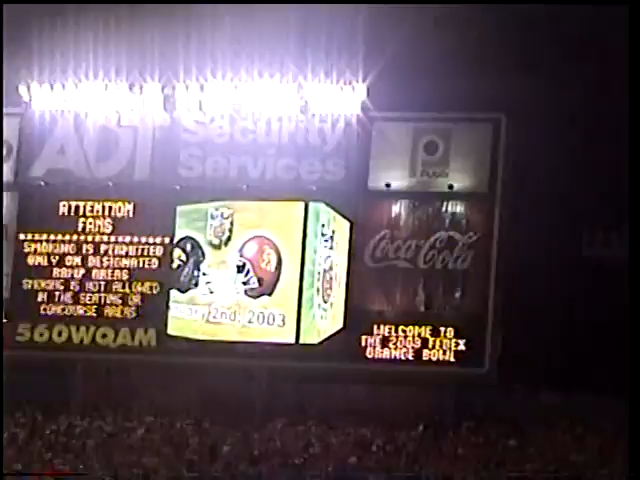 ADT Security
Services
PUSH
ATTENTION
FANS
SMOKING IS PERMITTED
ONLY ON DESIGNATED
RAMP AREAS
SMOKING IS NOT ALLOWED
IN THE SEATING OR
CONCOURSE AREAS
560WQAM
2nd, 2003
Coca-Cola
WELCOME TO
THE 2003 FEDEX
ORANGE BOWL